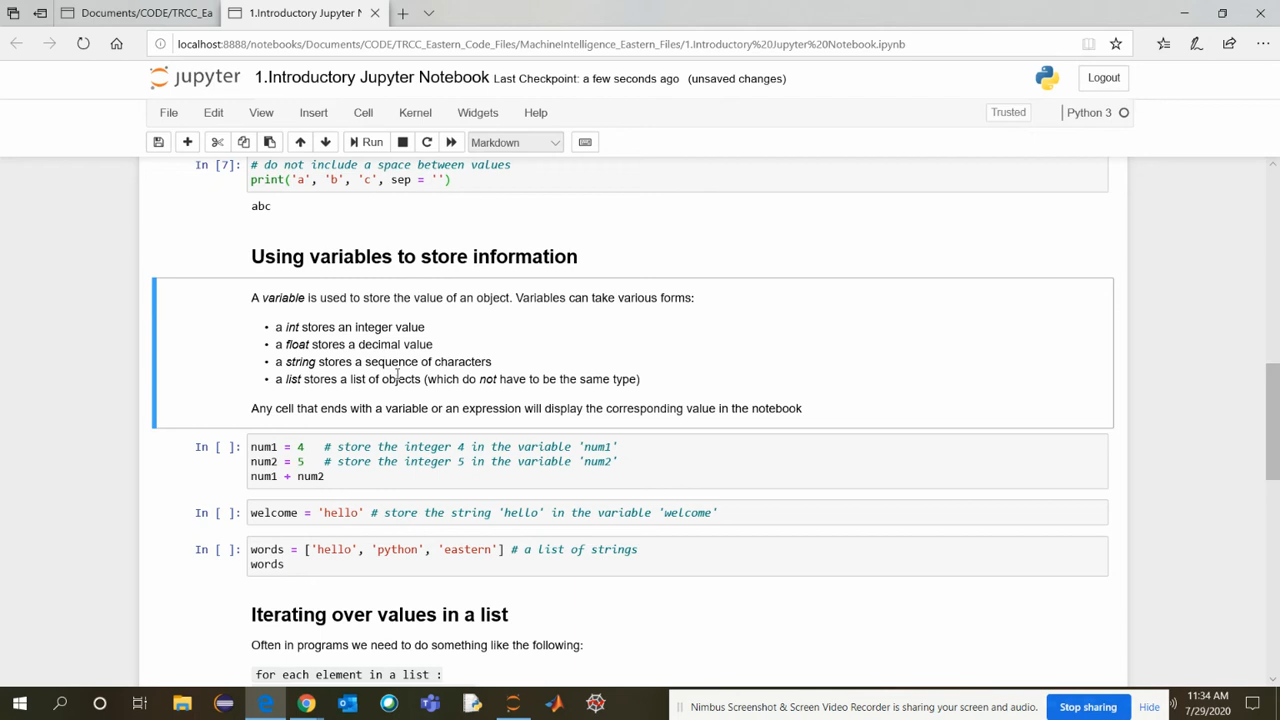 Documents/CODE/TRCC_Ea
1.Introductory Jupyter N
localhost:8888/notebooks/Documents/CODE/TRCC_Eastern_Code_Files/MachineIntelligence_Eastern_Files/1.Introductory%20Jupyter%20Notebook.ipynb
jupyter 1.Introductory Jupyter Notebook Last Checkpoint: a few seconds ago (unsaved changes)
Logout
File Edit View Insert Cell Kernel Widgets Help
Trusted
Python 3
Run
Markdown
In [7]: # do not include a space between values
print('a', 'b', 'c', sep = '')
abc
Using variables to store information
A variable is used to store the value of an object. Variables can take various forms:
• a int stores an integer value
• a float stores a decimal value
• a string stores a sequence of characters
• a list stores a list of objects (which do not have to be the same type)
Any cell that ends with a variable or an expression will display the corresponding value in the notebook
In [ ]: num1 = 4 # store the integer 4 in the variable 'num1'
num2 = 5 # store the integer 5 in the variable 'num2'
num1 + num2
In [ ]: welcome = 'hello' # store the string 'hello' in the variable 'welcome'
In [ ]: words = ['hello', 'python', 'eastern'] # a list of strings
words
Iterating over values in a list
Often in programs we need to do something like the following:
for each element in a list :
Nimbus Screenshot & Screen Video Recorder is sharing your screen and audio.
Stop sharing
Hide
11:34 AM
7/29/2020